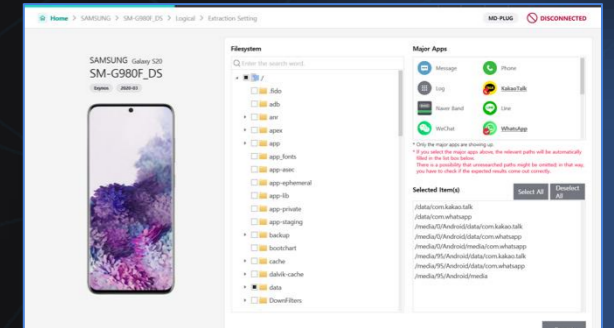 Home > SAMSUNG > SM-G980F_DS > Logical > Extraction Setting
MD-PLUG DISCONNECTED
SAMSUNG Galaxy S20
SM-G980F_DS
Exynos 2020-03
Filesystem
Enter the search word.
/
.fido
adb
anr
apex
app
app_fonts
app-asec
app-ephemeral
app-lib
app-private
app-staging
backup
bootchart
cache
dalvik-cache
data
DownFilters
Major Apps
Message Phone
Log KakaoTalk
Naver Band Line
WeChat WhatsApp
* Only the major apps are showing up.
* If you select the major apps above, the relevant paths will be automatically
filled in the list box below.
There is a possibility that unresearched paths might be omitted; in that way,
you have to check if the expected results come out correctly.
Selected Item(s)
Select All
Deselect
All
/data/com.kakao.talk
/data/com.whatsapp
/media/0/Android/data/com.kakao.talk
/media/0/Android/data/com.whatsapp
/media/0/Android/media/com.whatsapp
/media/95/Android/data/com.kakao.talk
/media/95/Android/data/com.whatsapp
/media/95/Android/media